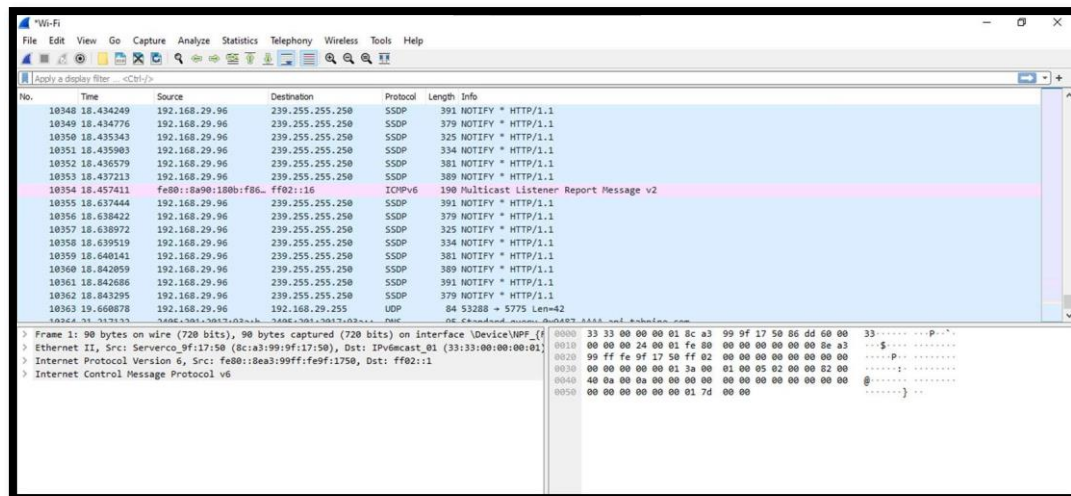 *Wi-Fi
File Edit View Go Capture Analyze Statistics Telephony Wireless Tools Help
Apply a display filter ... <Ctrl-/>
No. Time Source Destination Protocol Length Info
10348 18.434249 192.168.29.96 239.255.255.250 SSDP 391 NOTIFY * HTTP/1.1
10349 18.434776 192.168.29.96 239.255.255.250 SSDP 379 NOTIFY * HTTP/1.1
10350 18.435343 192.168.29.96 239.255.255.250 SSDP 325 NOTIFY * HTTP/1.1
10351 18.435903 192.168.29.96 239.255.255.250 SSDP 334 NOTIFY * HTTP/1.1
10352 18.436579 192.168.29.96 239.255.255.250 SSDP 381 NOTIFY * HTTP/1.1
10353 18.437213 192.168.29.96 239.255.255.250 SSDP 389 NOTIFY * HTTP/1.1
10354 18.457411 fe80::8a90:180b:f86… ff02::16 ICMPv6 190 Multicast Listener Report Message v2
10355 18.637444 192.168.29.96 239.255.255.250 SSDP 391 NOTIFY * HTTP/1.1
10356 18.638422 192.168.29.96 239.255.255.250 SSDP 379 NOTIFY * HTTP/1.1
10357 18.638972 192.168.29.96 239.255.255.250 SSDP 325 NOTIFY * HTTP/1.1
10358 18.639519 192.168.29.96 239.255.255.250 SSDP 334 NOTIFY * HTTP/1.1
10359 18.640141 192.168.29.96 239.255.255.250 SSDP 381 NOTIFY * HTTP/1.1
10360 18.842059 192.168.29.96 239.255.255.250 SSDP 389 NOTIFY * HTTP/1.1
10361 18.842686 192.168.29.96 239.255.255.250 SSDP 391 NOTIFY * HTTP/1.1
10362 18.843295 192.168.29.96 239.255.255.250 SSDP 379 NOTIFY * HTTP/1.1
10363 19.660878 192.168.29.96 192.168.29.255 UDP 84 53288 → 5775 Len=42
> Frame 1: 90 bytes on wire (720 bits), 90 bytes captured (720 bits) on interface \Device\NPF_{
> Ethernet II, Src: Serverco_9f:17:50 (8c:a3:99:9f:17:50), Dst: IPv6mcast_01 (33:33:00:00:00:01)
> Internet Protocol Version 6, Src: fe80::8ea3:99ff:fe9f:1750, Dst: ff02::1
> Internet Control Message Protocol v6
0000 33 33 00 00 00 01 8c a3 99 9f 17 50 86 dd 60 00 33······ ···P··`·
0010 00 00 00 24 00 01 fe 80 00 00 00 00 00 00 8e a3 ···$···· ········
0020 99 ff fe 9f 17 50 ff 02 00 00 00 00 00 00 00 00 ·····P·· ········
0030 00 00 00 00 00 01 3a 00 01 00 05 02 00 00 82 00 ······:· ········
0040 40 0a 00 0a 00 00 00 00 00 00 00 00 00 00 00 00 @······· ········
0050 00 00 00 00 00 00 01 7d 00 00 ·······} ··